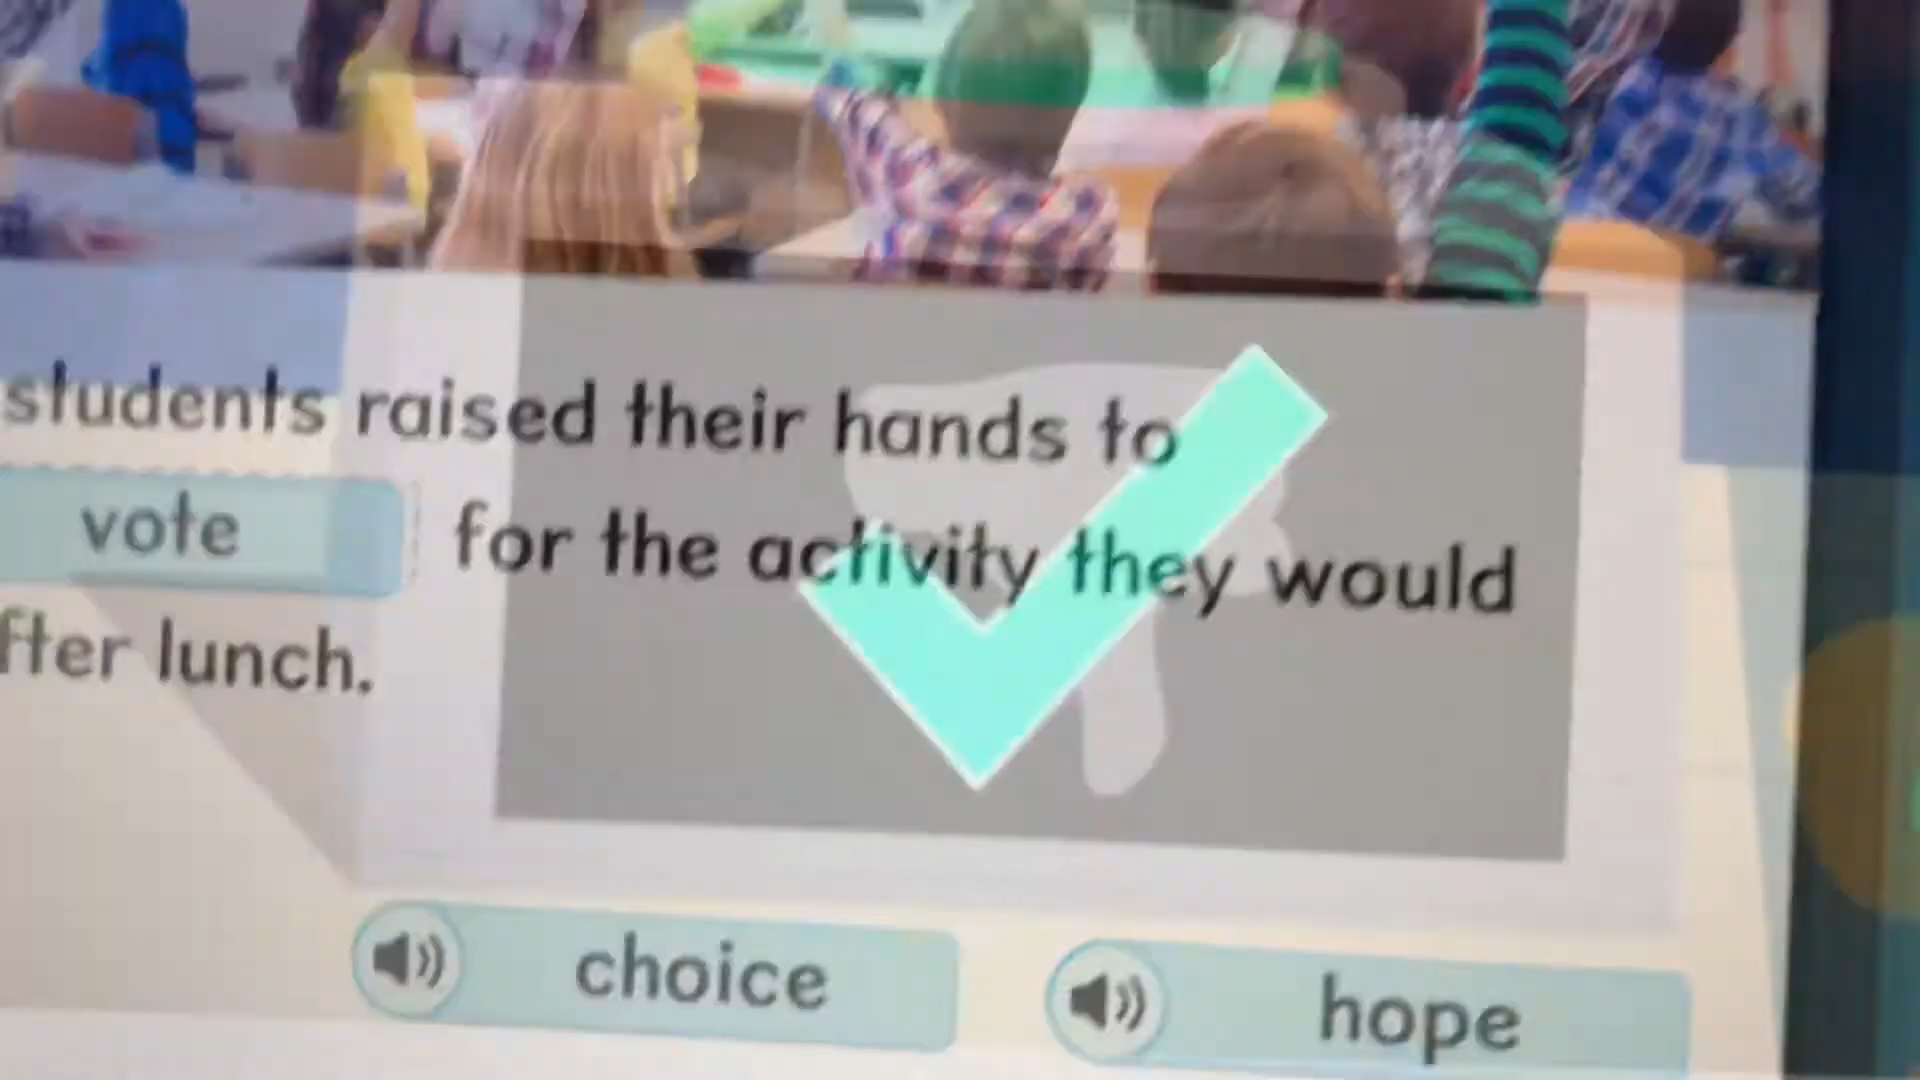 students raised their hands to
vote for the activity they would
fter lunch.
choice
hope